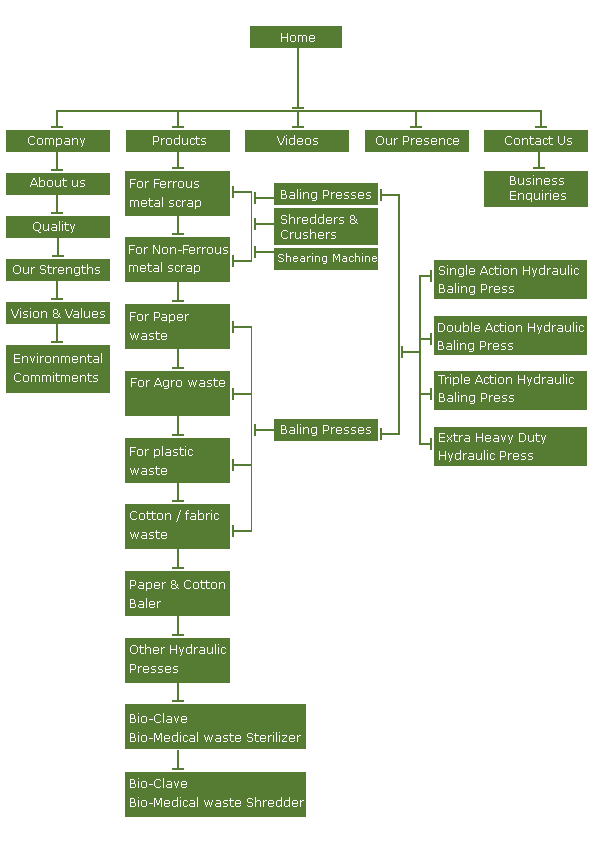 Home
Company
Products
Videos
Our Presence
Contact Us
About us
Quality
Our Strengths
Vision & Values
Environmental
Commitments
For Ferrous
metal scrap
For Non-Ferrous
metal scrap
For Paper
waste
For Agro waste
For plastic
waste
Cotton / fabric
waste
Paper & Cotton
Baler
Other Hydraulic
Presses
Bio-Clave
Bio-Medical waste Sterilizer
Bio-Clave
Bio-Medical waste Shredder
Baling Presses
Shredders &
Crushers
Shearing Machine
Baling Presses
Business
Enquiries
Single Action Hydraulic
Baling Press
Double Action Hydraulic
Baling Press
Triple Action Hydraulic
Baling Press
Extra Heavy Duty
Hydraulic Press